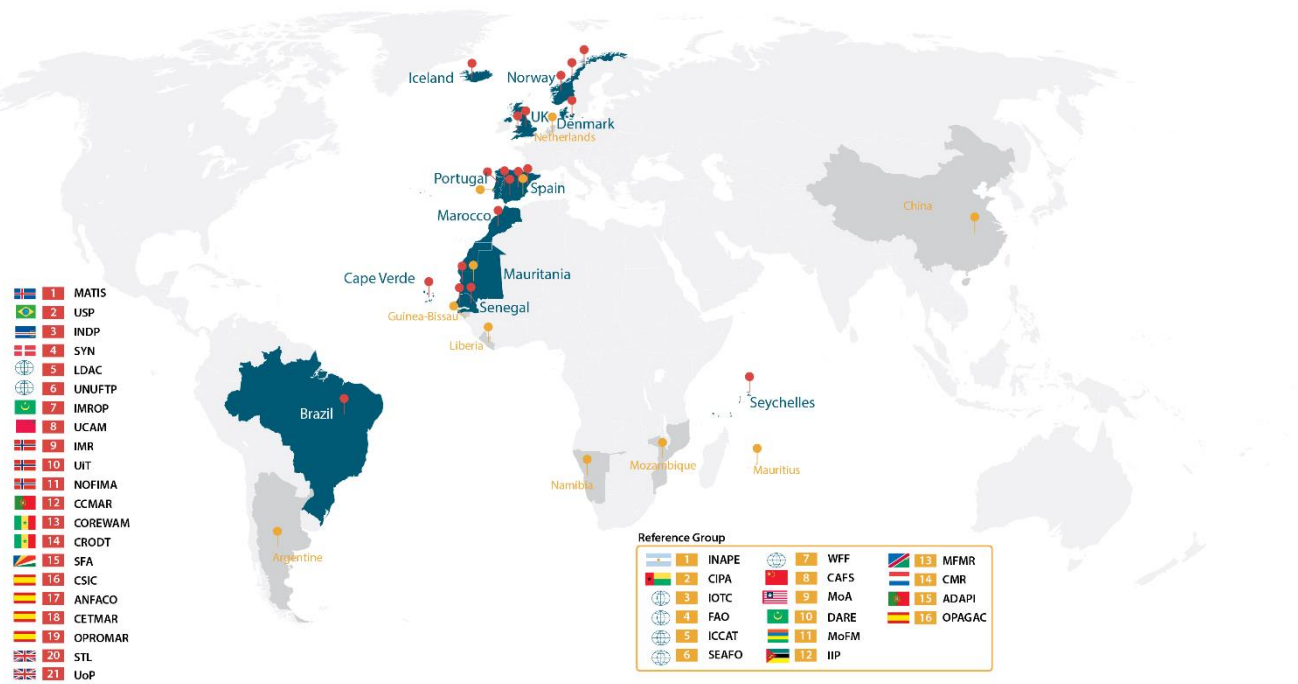 Iceland
Norway
UK
Denmark
Netherlands
Portugal
Spain
Marocco
China
Cape Verde
Mauritania
Guinea-Bissau
Senegal
Liberia
Brazil
Seychelles
Mozambique
Mauritius
Namibia
Argentine
1 MATIS
2 USP
3 INDP
4 SYN
5 LDAC
6 UNUFTP
7 IMROP
8 UCAM
9 IMR
10 UiT
11 NOFIMA
12 CCMAR
13 COREWAM
14 CRODT
15 SFA
16 CSIC
17 ANFACO
18 CETMAR
19 OPROMAR
20 STL
21 UoP
Reference Group
1 INAPE
2 CIPA
3 IOTC
4 FAO
5 ICCAT
6 SEAFO
7 WFF
8 CAFS
9 MoA
10 DARE
11 MoFM
12 IIP
13 MFMR
14 CMR
15 ADAPI
16 OPAGAC